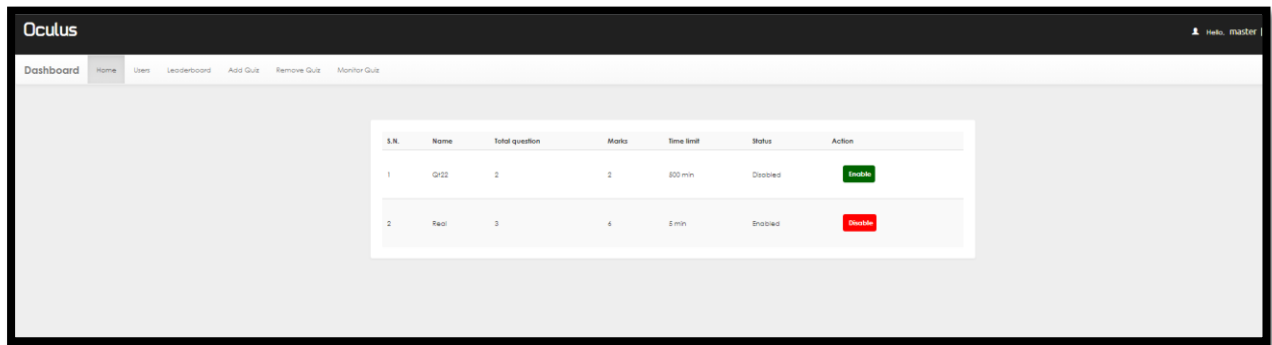 Oculus
Hello, master |
Dashboard Home Users Leaderboard Add Quiz Remove Quiz Monitor Quiz
S.N. Name Total question Marks Time limit Status Action
1 Qt22 2 2 500 min Disabled Enable
2 Real 3 6 5 min Enabled Disable